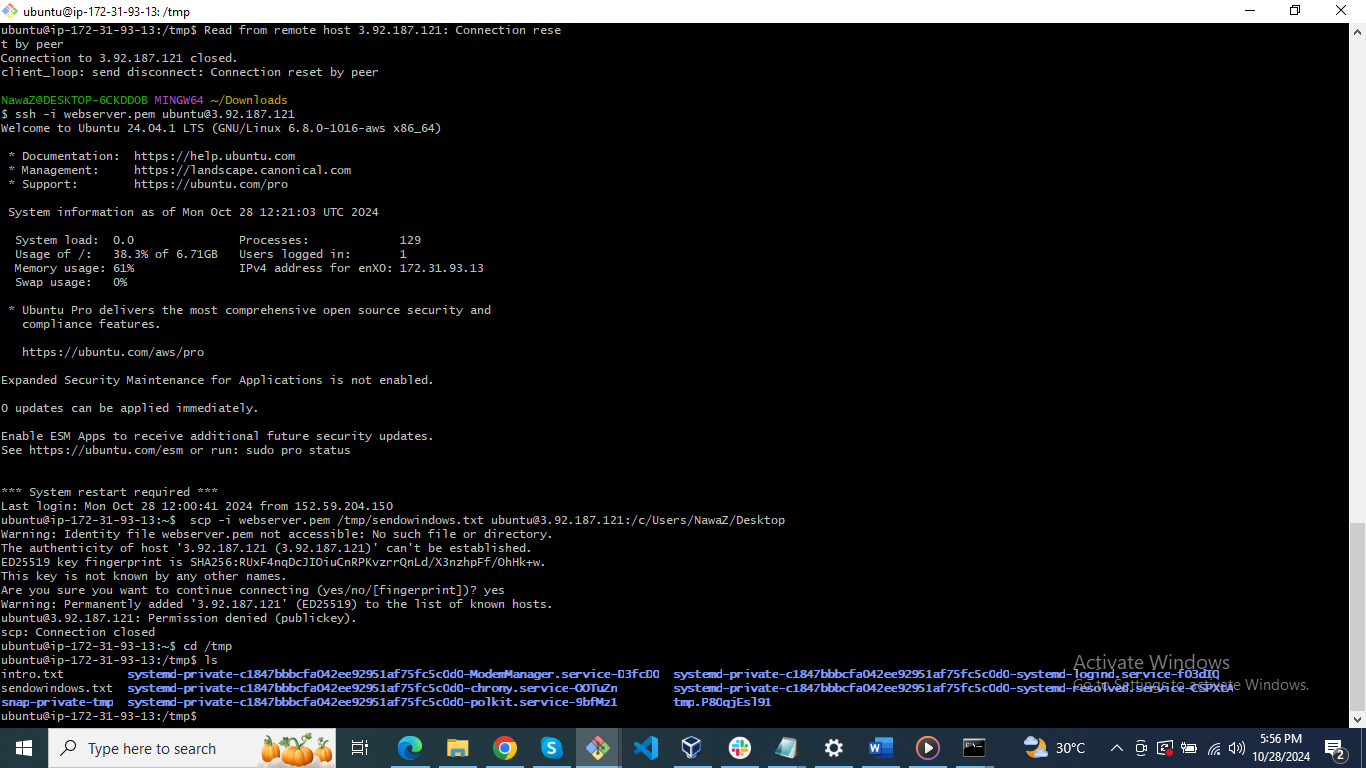 ubuntu@ip-172-31-93-13: /tmp
ubuntu@ip-172-31-93-13:/tmp$ Read from remote host 3.92.187.121: Connection rese
t by peer
Connection to 3.92.187.121 closed.
client_loop: send disconnect: Connection reset by peer
NawaZ@DESKTOP-6CKDDOB MINGW64 ~/Downloads
$ ssh -i webserver.pem ubuntu@3.92.187.121
Welcome to Ubuntu 24.04.1 LTS (GNU/Linux 6.8.0-1016-aws x86_64)
* Documentation:  https://help.ubuntu.com
* Management:     https://landscape.canonical.com
* Support:        https://ubuntu.com/pro
System information as of Mon Oct 28 12:21:03 UTC 2024
System load:  0.0               Processes:             129
Usage of /:   38.3% of 6.71GB   Users logged in:       1
Memory usage: 61%               IPv4 address for enX0: 172.31.93.13
Swap usage:   0%
* Ubuntu Pro delivers the most comprehensive open source security and
compliance features.
https://ubuntu.com/aws/pro
Expanded Security Maintenance for Applications is not enabled.
0 updates can be applied immediately.
Enable ESM Apps to receive additional future security updates.
See https://ubuntu.com/esm or run: sudo pro status
*** System restart required ***
Last login: Mon Oct 28 12:00:41 2024 from 152.59.204.150
ubuntu@ip-172-31-93-13:~$  scp -i webserver.pem /tmp/sendowindows.txt ubuntu@3.92.187.121:/c/Users/NawaZ/Desktop
Warning: Identity file webserver.pem not accessible: No such file or directory.
The authenticity of host '3.92.187.121 (3.92.187.121)' can't be established.
ED25519 key fingerprint is SHA256:RUxF4nqDcJIOiuCnRPKvzrrQnLd/X3nzhpFf/OhHk+w.
This key is not known by any other names.
Are you sure you want to continue connecting (yes/no/[fingerprint])? yes
Warning: Permanently added '3.92.187.121' (ED25519) to the list of known hosts.
ubuntu@3.92.187.121: Permission denied (publickey).
scp: Connection closed
ubuntu@ip-172-31-93-13:~$ cd /tmp
ubuntu@ip-172-31-93-13:/tmp$ ls
intro.txt         systemd-private-c1847bbbcfa042ee92951af75fc5c0d0-ModemManager.service-D3fcDO  systemd-private-c1847bbbcfa042ee92951af75fc5c0d0-systemd-logind.service-fO3dIQ
sendowindows.txt  systemd-private-c1847bbbcfa042ee92951af75fc5c0d0-chrony.service-OOTuZn        systemd-private-c1847bbbcfa042ee92951af75fc5c0d0-systemd-resolved.service-CSPXtA
snap-private-tmp  systemd-private-c1847bbbcfa042ee92951af75fc5c0d0-polkit.service-9bfMz1        tmp.P8OqjEsl91
ubuntu@ip-172-31-93-13:/tmp$
Activate Windows
Go to Settings to activate Windows.
Type here to search
30°C
5:56 PM
10/28/2024
2